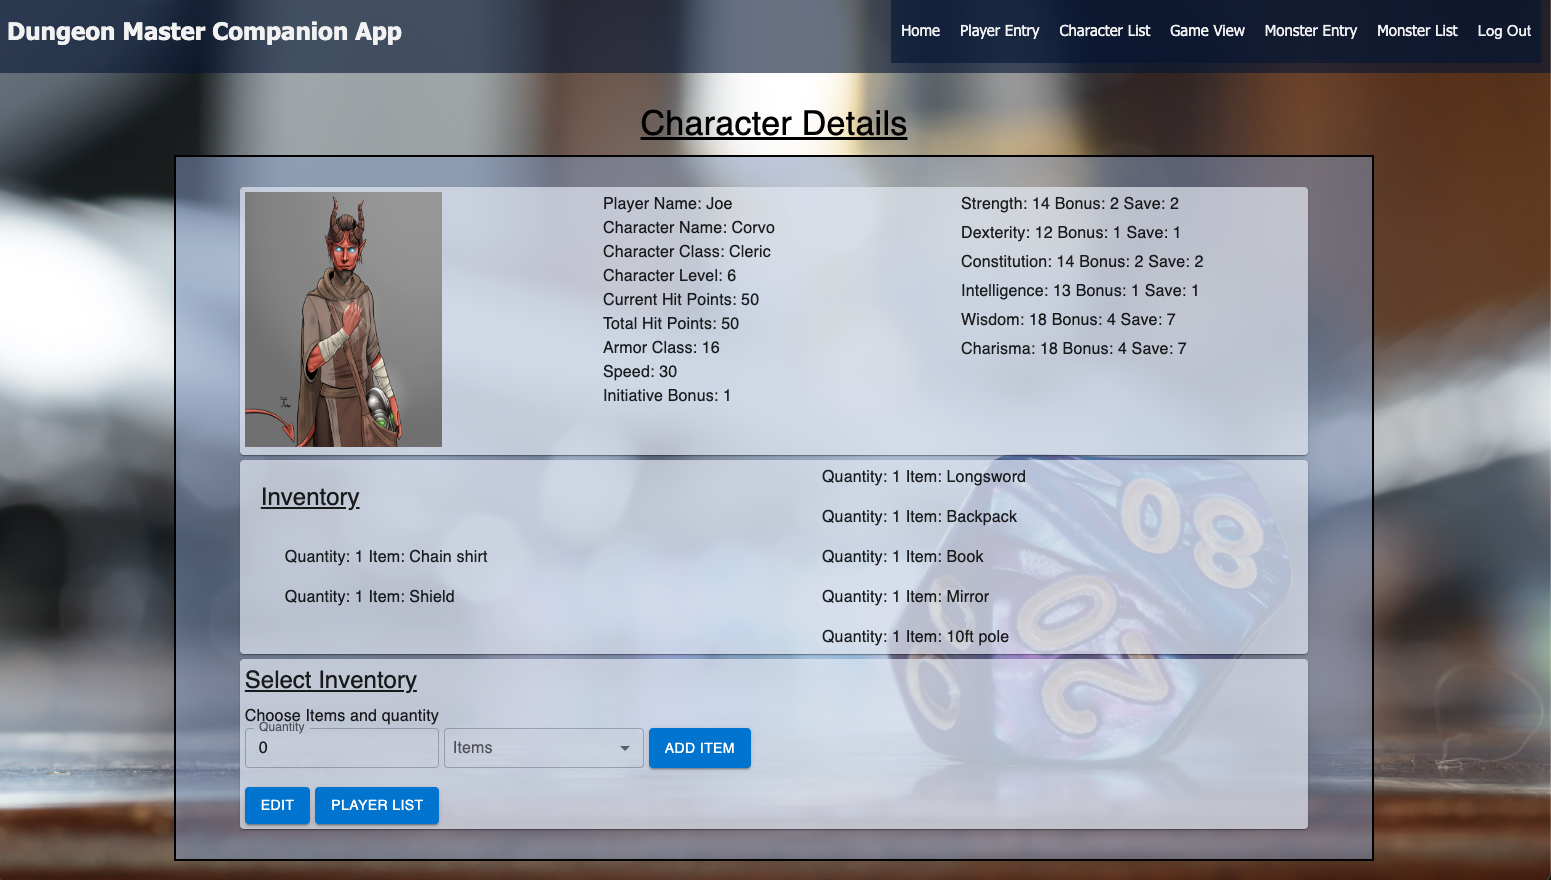 Dungeon Master Companion App
Home Player Entry Character List Game View Monster Entry Monster List Log Out
Character Details
Player Name: Joe
Character Name: Corvo
Character Class: Cleric
Character Level: 6
Current Hit Points: 50
Total Hit Points: 50
Armor Class: 16
Speed: 30
Initiative Bonus: 1
Strength: 14 Bonus: 2 Save: 2
Dexterity: 12 Bonus: 1 Save: 1
Constitution: 14 Bonus: 2 Save: 2
Intelligence: 13 Bonus: 1 Save: 1
Wisdom: 18 Bonus: 4 Save: 7
Charisma: 18 Bonus: 4 Save: 7
Inventory
Quantity: 1 Item: Chain shirt
Quantity: 1 Item: Shield
Quantity: 1 Item: Longsword
Quantity: 1 Item: Backpack
Quantity: 1 Item: Book
Quantity: 1 Item: Mirror
Quantity: 1 Item: 10ft pole
80
20
Select Inventory
Choose Items and quantity
Quantity
0
Items
ADD ITEM
EDIT
PLAYER LIST